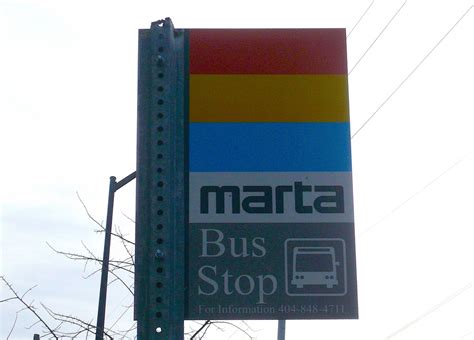 marta
Bus
Stop
For Information 404-848-4711